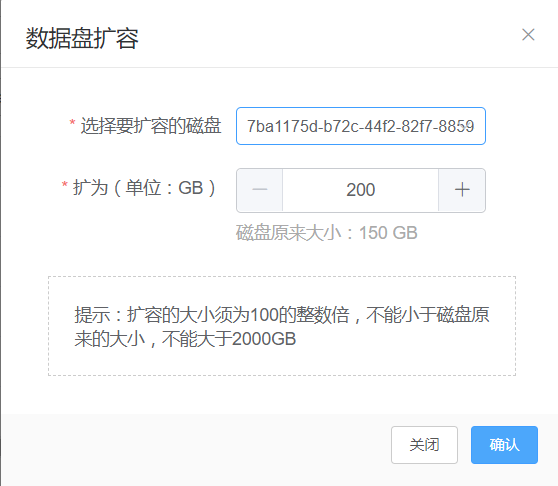 数据盘扩容
* 选择要扩容的磁盘 7ba1175d-b72c-44f2-82f7-8859
* 扩为（单位：GB） 200
磁盘原来大小：150 GB
提示：扩容的大小须为100的整数倍，不能小于磁盘原
来的大小，不能大于2000GB
关闭 确认